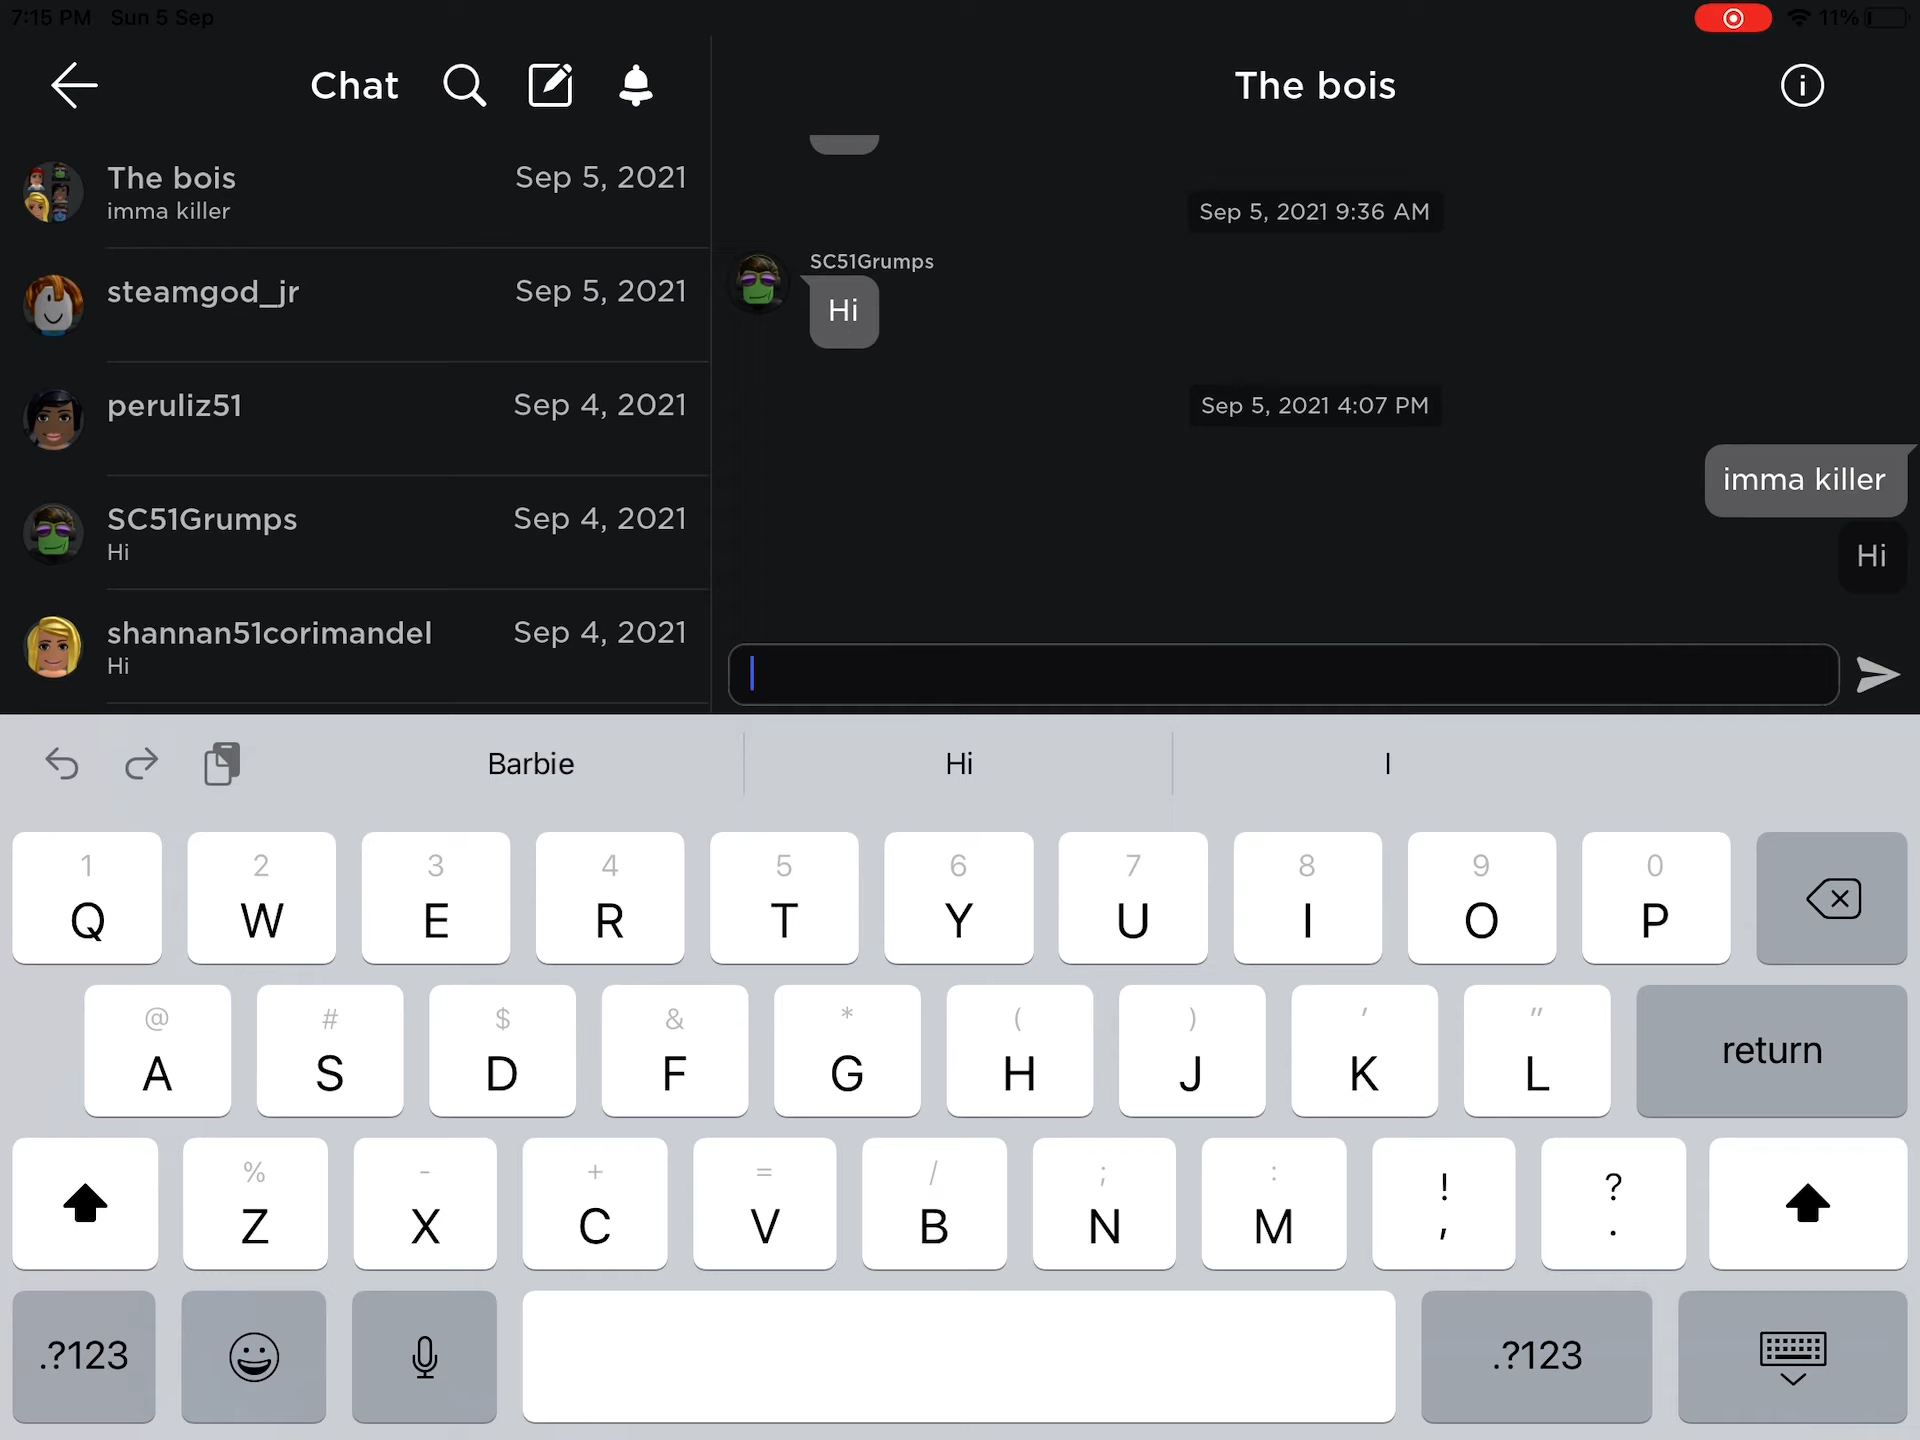 7:15 PM Sun 5 Sep
11%
Chat
The bois
Sep 5, 2021
imma killer
steamgod_jr
Sep 5, 2021
peruliz51
Sep 4, 2021
SC51Grumps
Sep 4, 2021
Hi
shannan51corimandel
Sep 4, 2021
Hi
The bois
Sep 5, 2021 9:36 AM
SC51Grumps
Hi
Sep 5, 2021 4:07 PM
imma killer
Hi
Barbie Hi I
1 2 3 4 5 6 7 8 9 0
Q W E R T Y U I O P
@ # $ & * ( ) ' "
A S D F G H J K L return
% - + = / ; : ! ?
Z X C V B N M , .
.?123 .?123